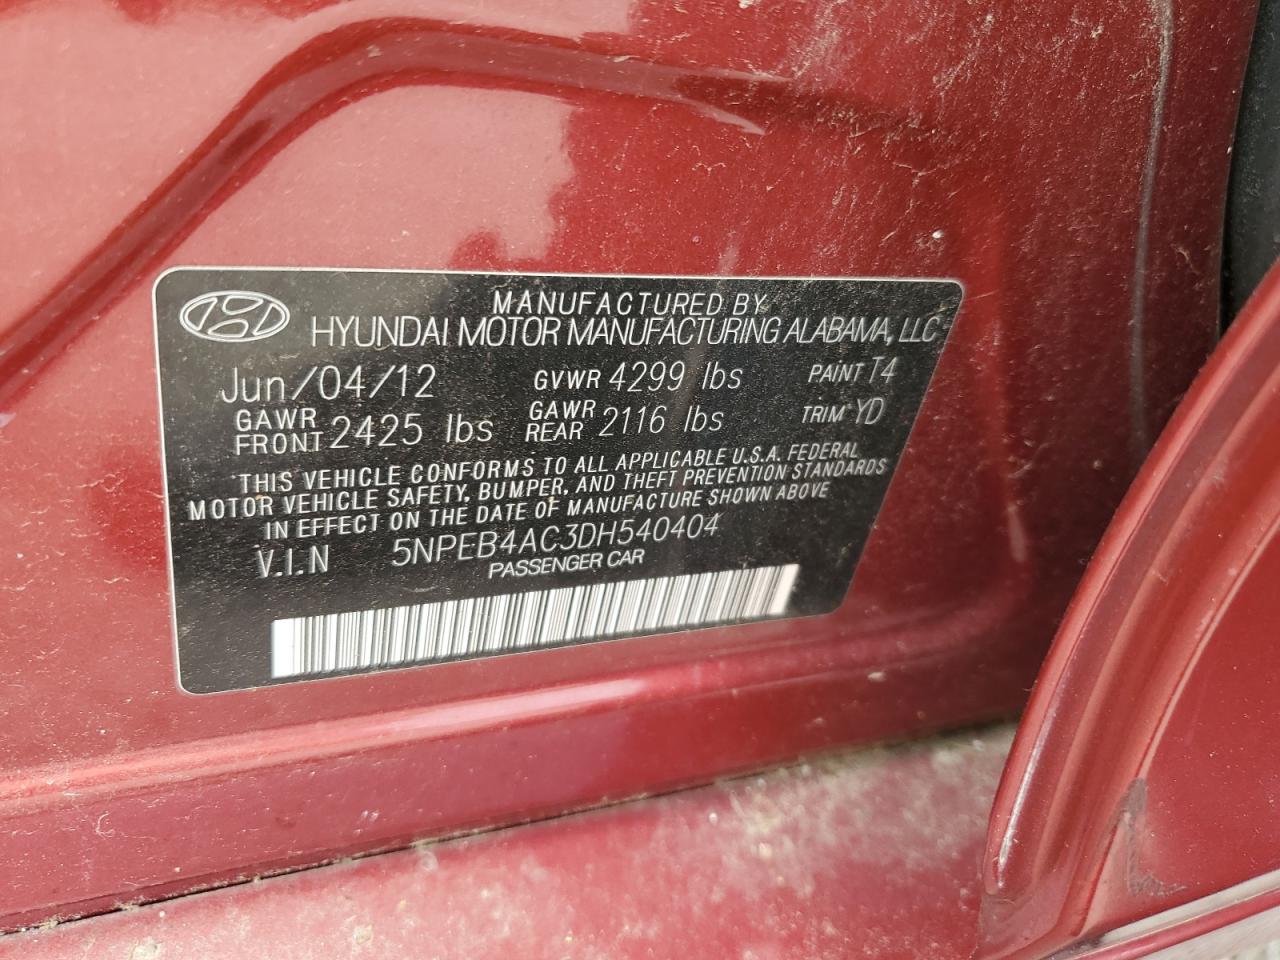 MANUFACTURED BY
HYUNDAI MOTOR MANUFACTURING ALABAMA, LLC
Jun/04/12 GVWR 4299 lbs PAINT T4
GAWR FRONT 2425 lbs GAWR REAR 2116 lbs TRIM YD
THIS VEHICLE CONFORMS TO ALL APPLICABLE U.S.A. FEDERAL
MOTOR VEHICLE SAFETY, BUMPER, AND THEFT PREVENTION STANDARDS
IN EFFECT ON THE DATE OF MANUFACTURE SHOWN ABOVE
V.I.N 5NPEB4AC3DH540404
PASSENGER CAR